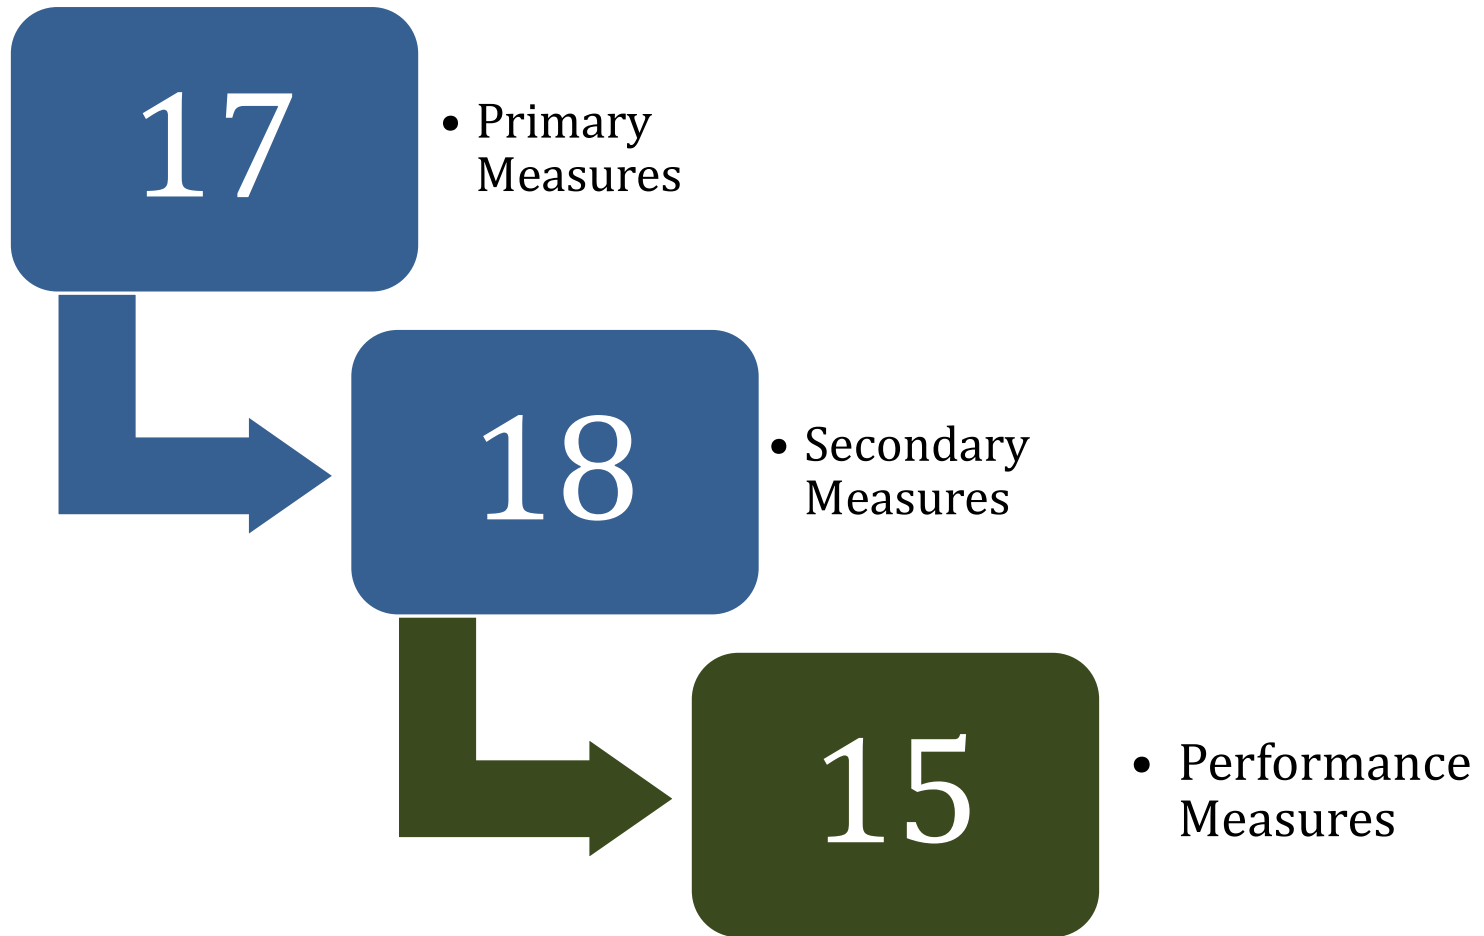 17
• Primary
Measures
18
• Secondary
Measures
15
• Performance
Measures